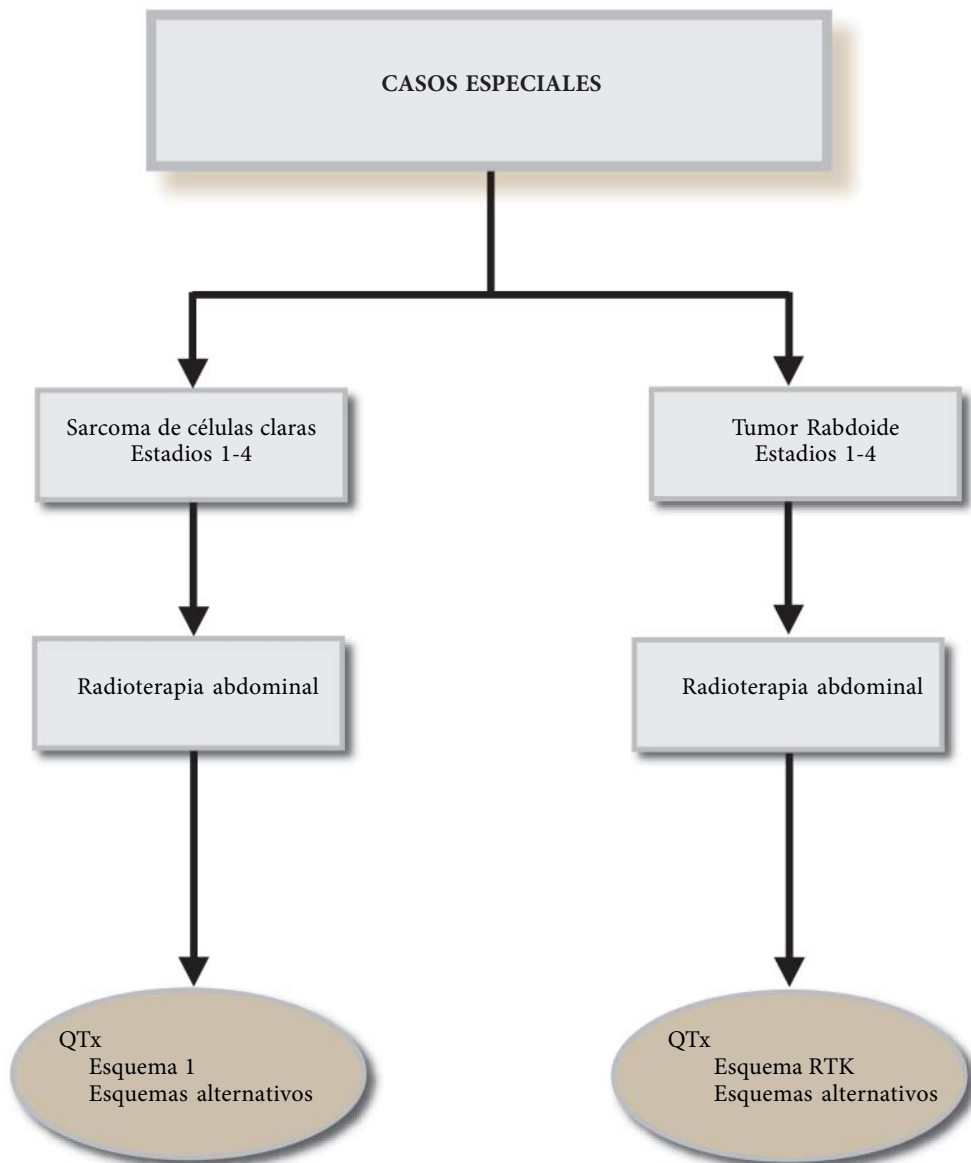 CASOS ESPECIALES
Sarcoma de células claras
Estadios 1-4
Tumor Rabdoide
Estadios 1-4
Radioterapia abdominal
Radioterapia abdominal
QTx
Esquema 1
Esquemas alternativos
QTx
Esquema RTK
Esquemas alternativos